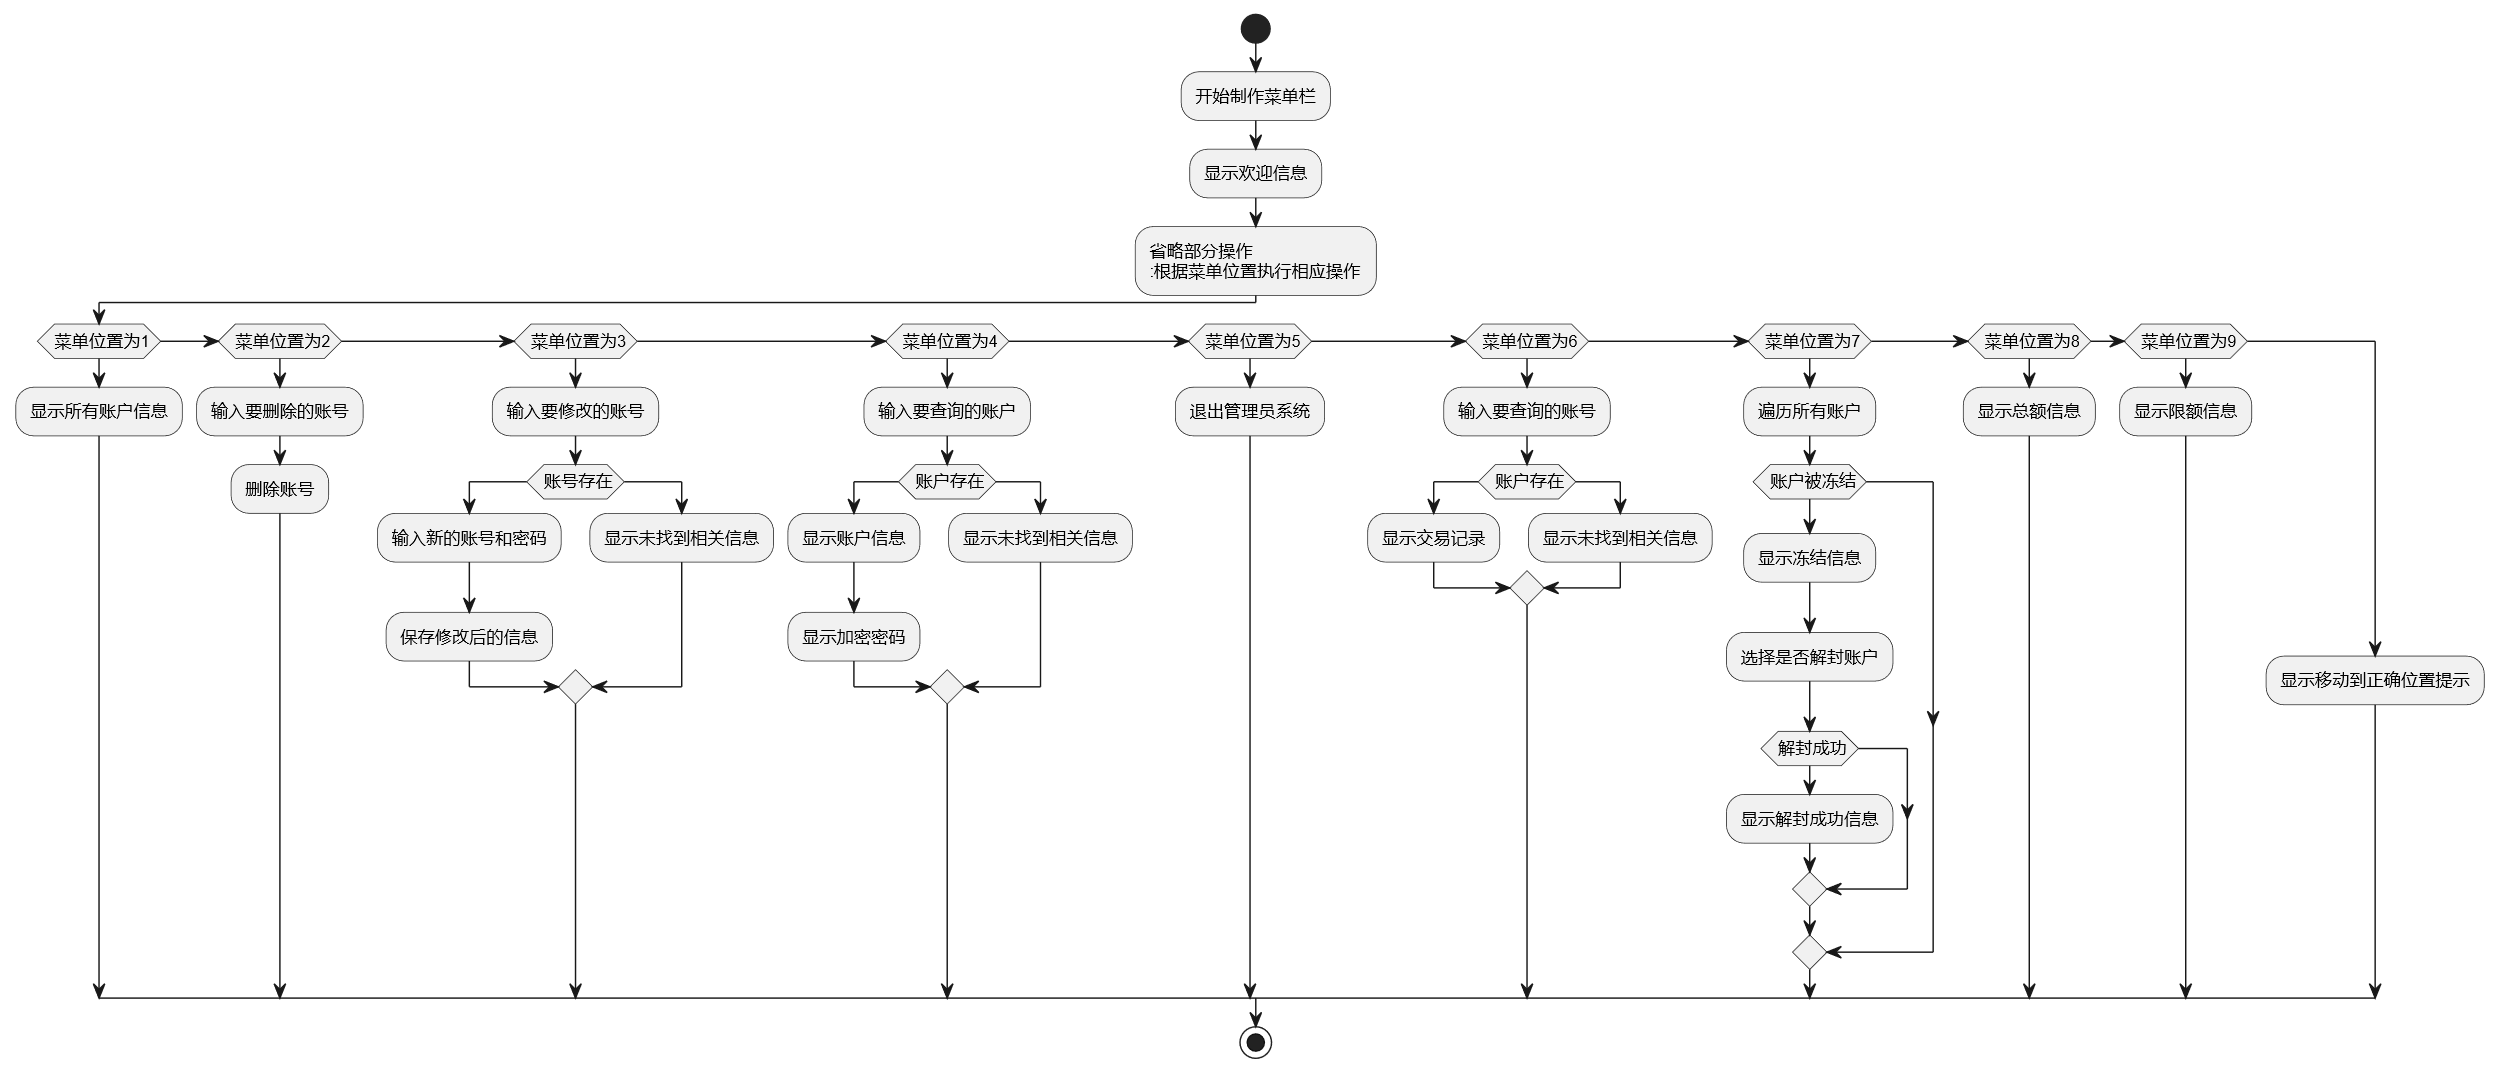 开始制作菜单栏
显示欢迎信息
省略部分操作
:根据菜单位置执行相应操作
菜单位置为1
菜单位置为2
菜单位置为3
菜单位置为4
菜单位置为5
菜单位置为6
菜单位置为7
菜单位置为8
菜单位置为9
显示所有账户信息
输入要删除的账号
输入要修改的账号
输入要查询的账户
退出管理员系统
输入要查询的账号
遍历所有账户
显示总额信息
显示限额信息
删除账号
账号存在
账户存在
账户存在
账户被冻结
输入新的账号和密码
显示未找到相关信息
显示账户信息
显示未找到相关信息
显示交易记录
显示未找到相关信息
显示冻结信息
保存修改后的信息
显示加密密码
选择是否解封账户
显示移动到正确位置提示
解封成功
显示解封成功信息